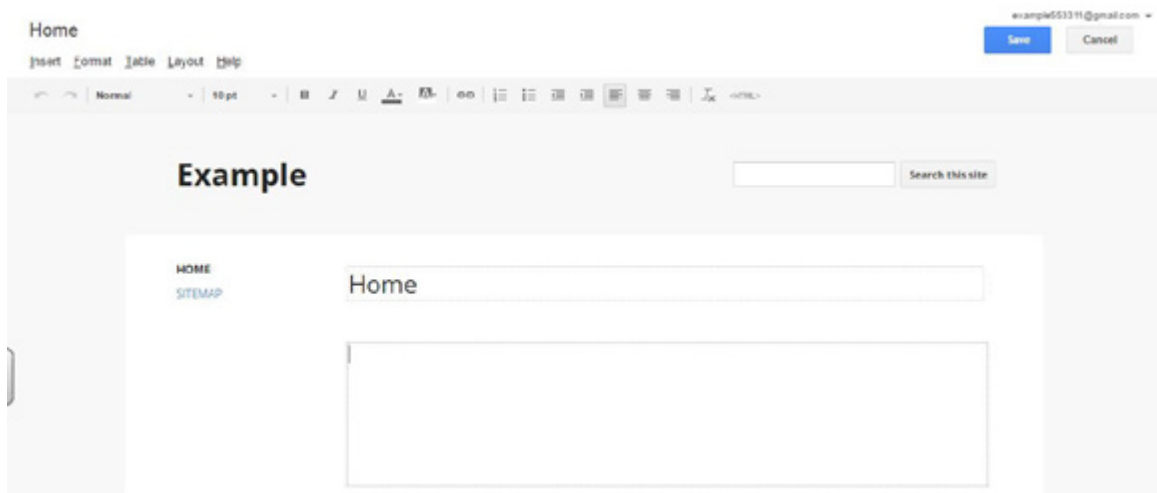 example553311@gmail.com
Home
Save Cancel
Insert Format Table Layout Help
Normal 10 pt B I U A <HTML>
Example
Search this site
HOME
Home
SITEMAP